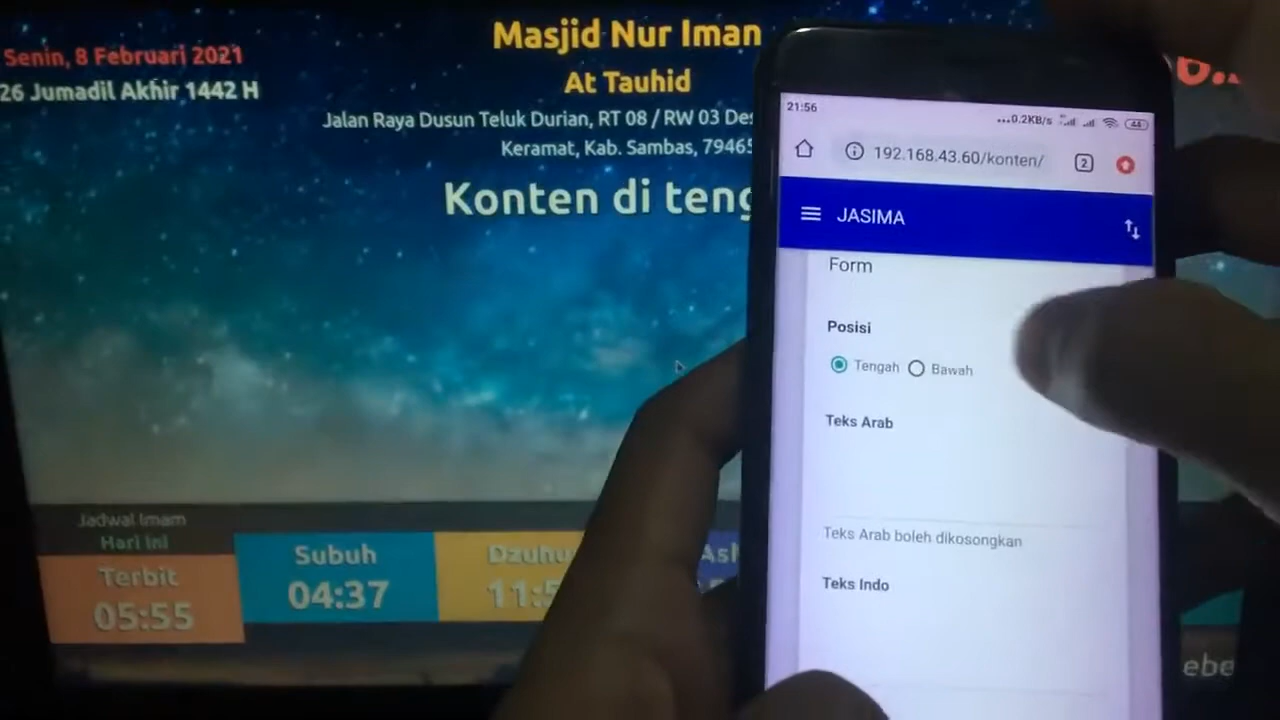 Senin, 8 Februari 2021
26 Jumadil Akhir 1442 H
Masjid Nur Iman
At Tauhid
Jalan Raya Dusun Teluk Durian, RT 08 / RW 03
Keramat, Kab. Sambas, 79465
Konten di
Jadwal Imam
Hari Ini
Terbit
05:55
Subuh
04:37
21:56
...0.2KB/s
44
192.168.43.60/konten/
2
JASIMA
Form
Posisi
Tengah
Bawah
Teks Arab
Teks Arab boleh dikosongkan
Teks Indo